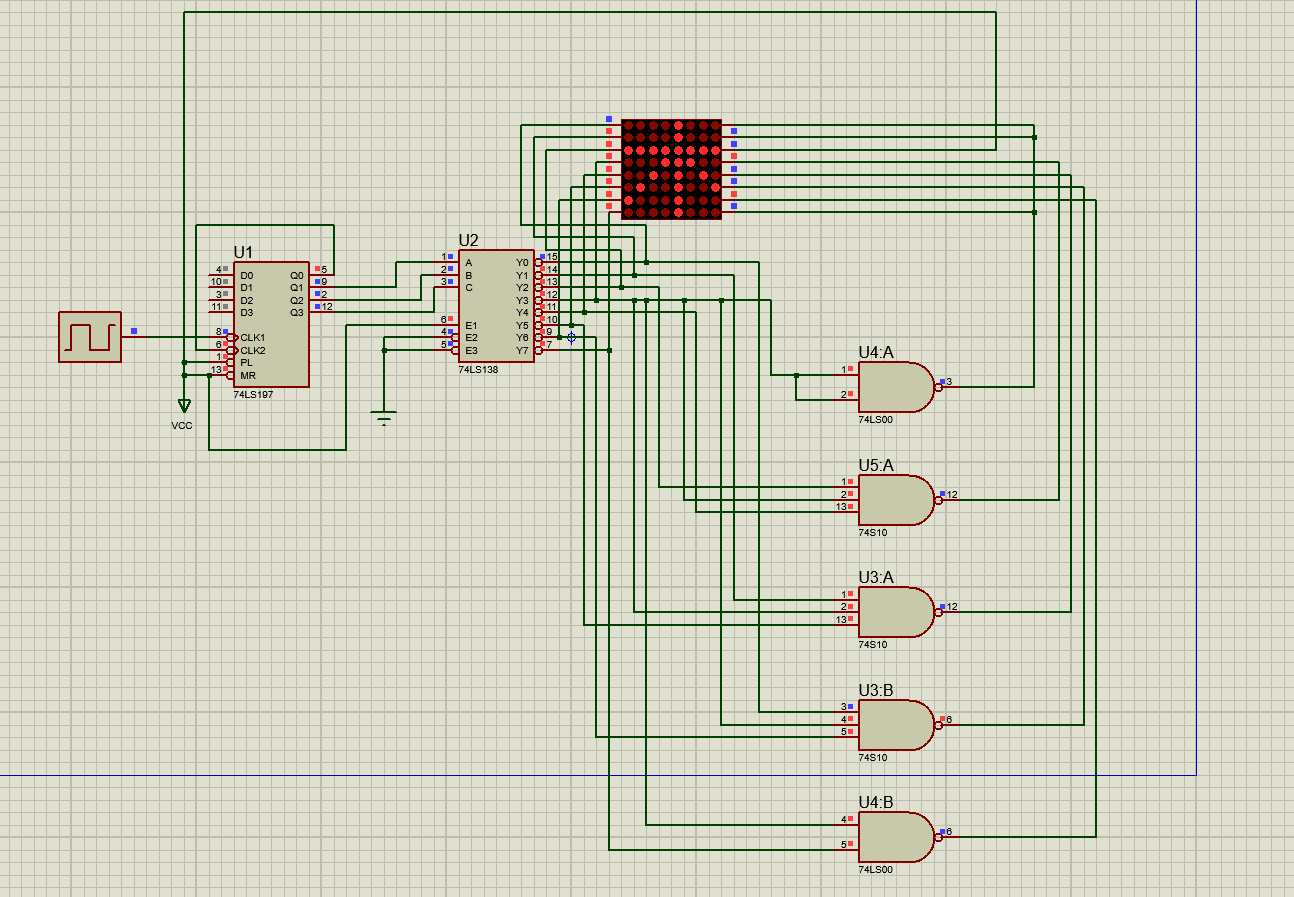 U1
4 D0 Q0 5
10 D1 Q1 9
3 D2 Q2 2
11 D3 Q3 12
8 CLK1
6 CLK2
1 PL
13 MR
74LS197
VCC
U2
1 A Y0 15
2 B Y1 14
3 C Y2 13
Y3 12
Y4 11
6 E1 Y5 10
4 E2 Y6 9
5 E3 Y7 7
74LS138
U4:A
1
3
2
74LS00
U5:A
1
2 12
13
74S10
U3:A
1
2 12
13
74S10
U3:B
3
4 6
5
74S10
U4:B
4
6
5
74LS00